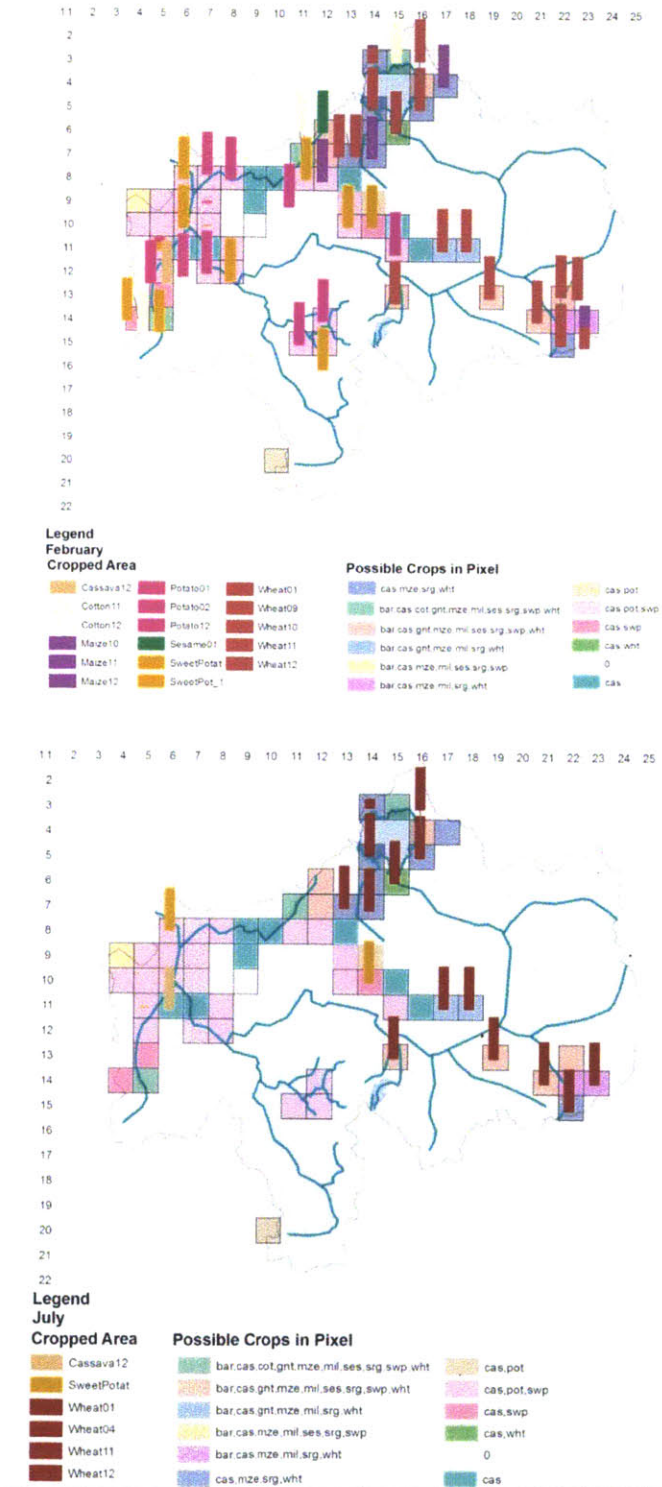 11 2 3 4 5 6 7 8 9 10 11 12 13 14 15 16 17 18 19 20 21 22 23 24 25
2
3
4
5
6
7
8
9
10
11
12
13
14
15
16
17
18
19
20
21
22
Legend
February
Cropped Area
Possible Crops in Pixel
Cassava12 Potato01 Wheat01 cas,mze,srg,wht cas,pot
Cotton11 Potato02 Wheat09 bar,cas,cot,gnt,mze,mil,ses,srg,swp,wht cas,pot,swp
Cotton12 Potato12 Wheat10 bar,cas,gnt,mze,mil,ses,srg,swp,wht cas,swp
Maize10 Sesame01 Wheat11 bar,cas,gnt,mze,mil,srg,wht cas,wht
Maize11 SweetPotat Wheat12 bar,cas,mze,mil,ses,srg,swp 0
Maize12 SweetPot_1 bar,cas,mze,mil,srg,wht cas
11 2 3 4 5 6 7 8 9 10 11 12 13 14 15 16 17 18 19 20 21 22 23 24 25
2
3
4
5
6
7
8
9
10
11
12
13
14
15
16
17
18
19
20
21
22
Legend
July
Cropped Area Possible Crops in Pixel
Cassava12 bar,cas,cot,gnt,mze,mil,ses,srg,swp,wht cas,pot
SweetPotat bar,cas,gnt,mze,mil,ses,srg,swp,wht cas,pot,swp
Wheat01 bar,cas,gnt,mze,mil,srg,wht cas,swp
Wheat04 bar,cas,mze,mil,ses,srg,swp cas,wht
Wheat11 bar,cas,mze,mil,srg,wht 0
Wheat12 cas,mze,srg,wht cas